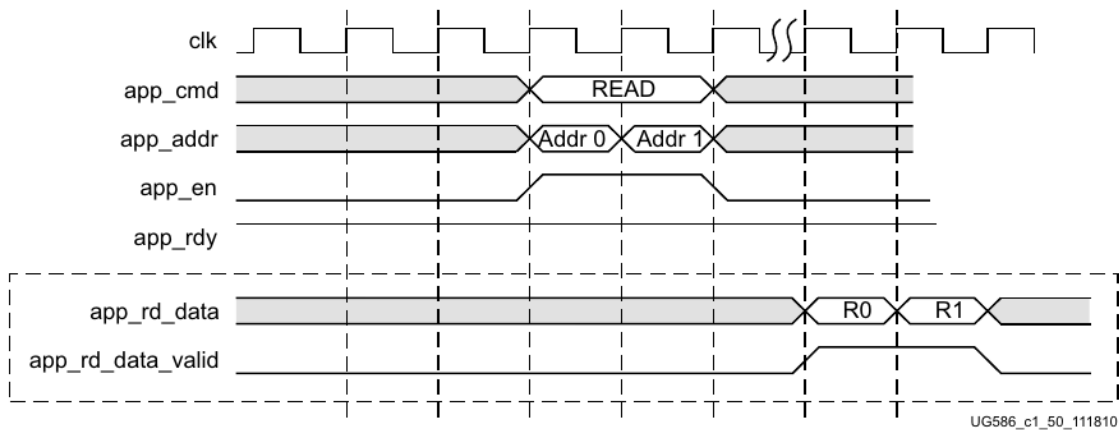 clk
app_cmd READ
app_addr Addr 0 Addr 1
app_en
app_rdy
app_rd_data R0 R1
app_rd_data_valid
UG586_c1_50_111810